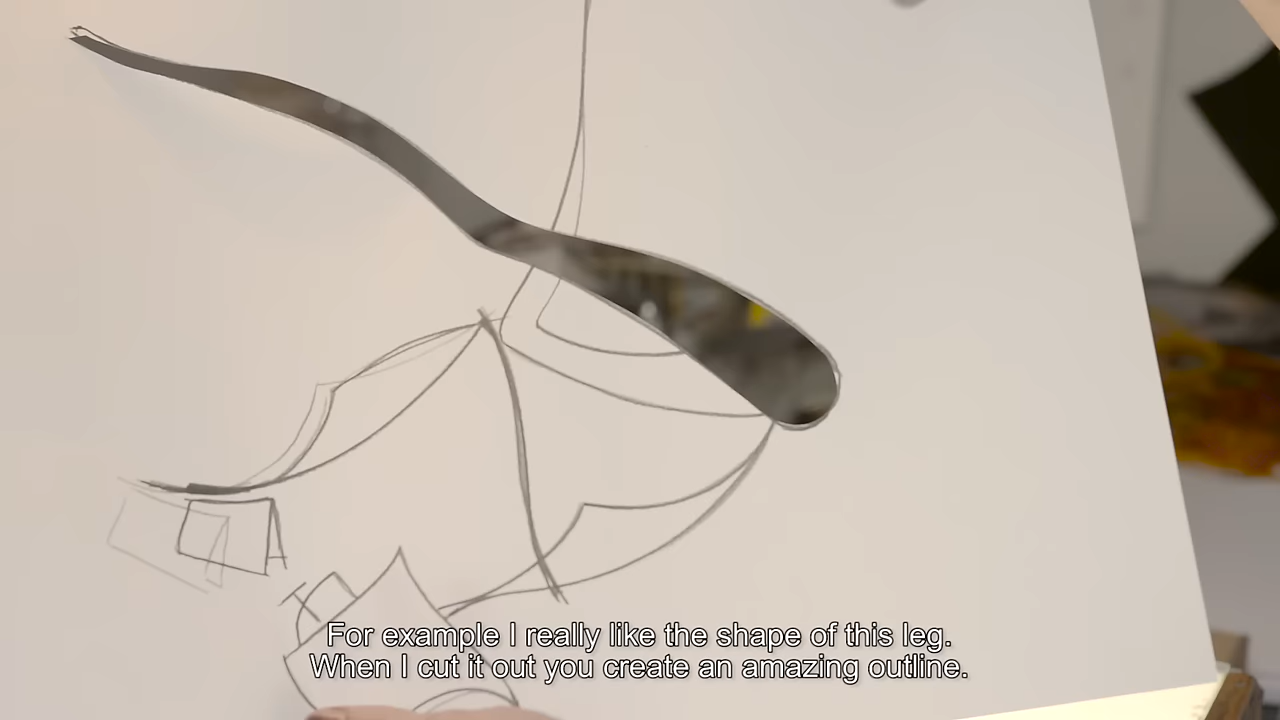 For example I really like the shape of this leg.
When I cut it out you create an amazing outline.